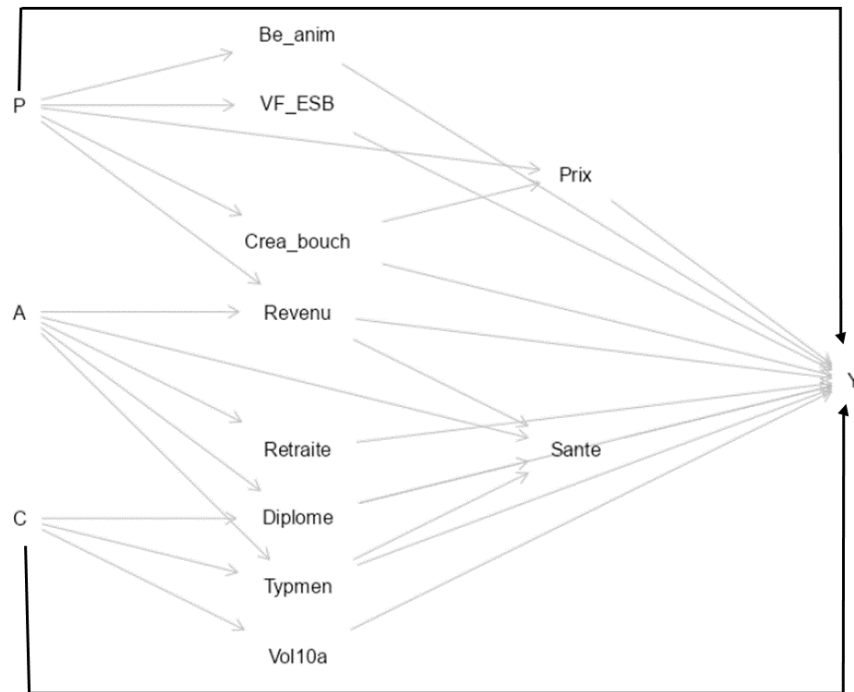 Be_anim
P
VF_ESB
Prix
Crea_bouch
A
Revenu
Y
Retraite
Sante
C
Diplome
Typmen
Vol10a